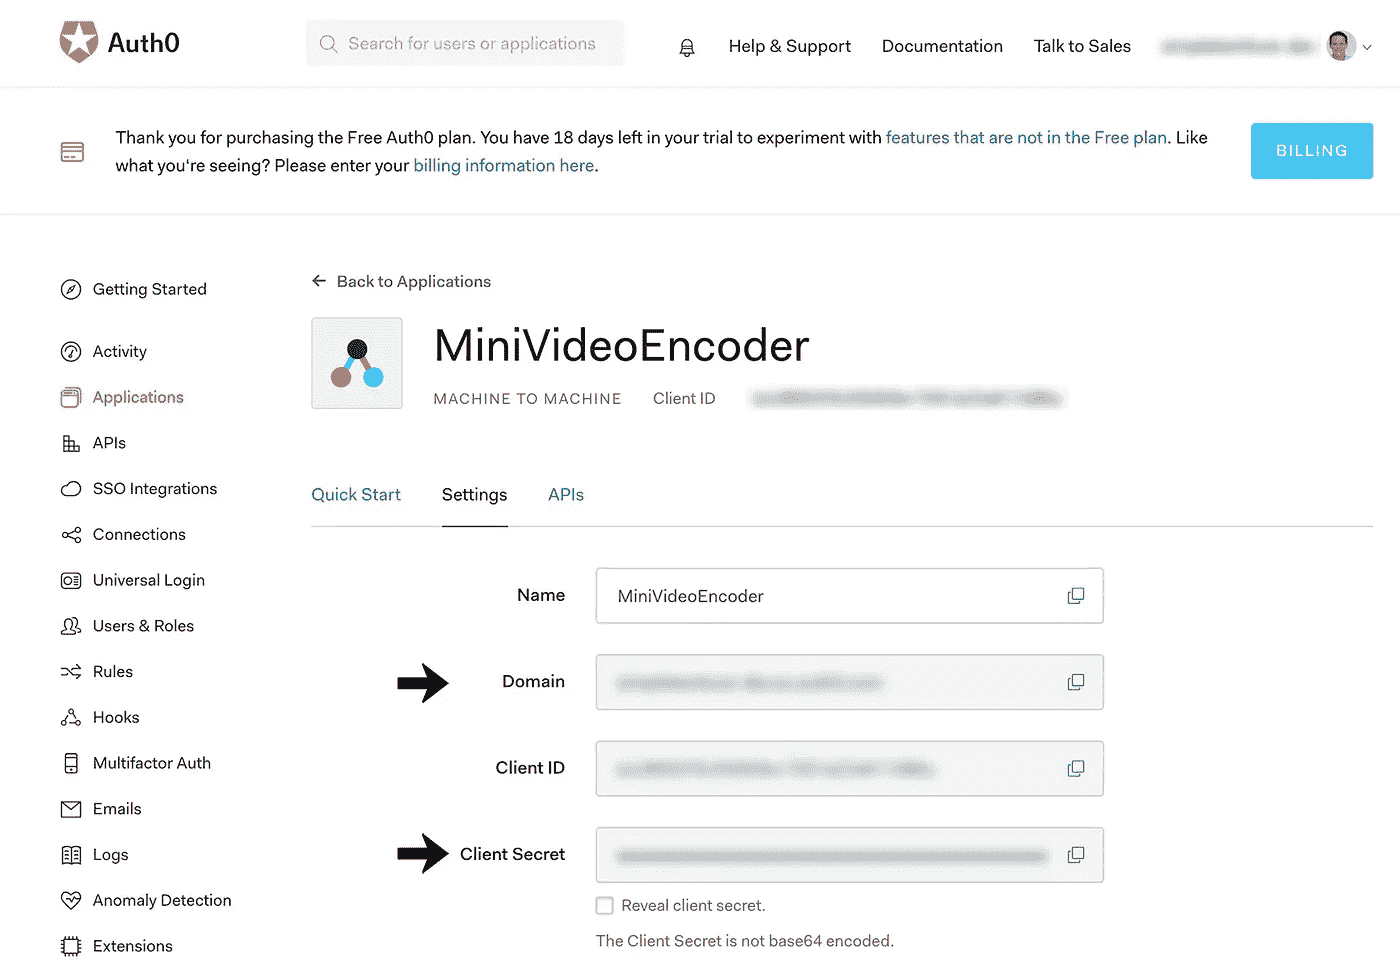 Auth0
Search for users or applications
Help & Support
Documentation
Talk to Sales
Thank you for purchasing the Free Auth0 plan. You have 18 days left in your trial to experiment with features that are not in the Free plan. Like
what you're seeing? Please enter your billing information here.
BILLING
Getting Started
Activity
Applications
APIs
SSO Integrations
Connections
Universal Login
Users & Roles
Rules
Hooks
Multifactor Auth
Emails
Logs
Anomaly Detection
Extensions
Back to Applications
MiniVideoEncoder
MACHINE TO MACHINE Client ID
Quick Start
Settings
APIs
Name
MiniVideoEncoder
Domain
Client ID
Client Secret
Reveal client secret.
The Client Secret is not base64 encoded.